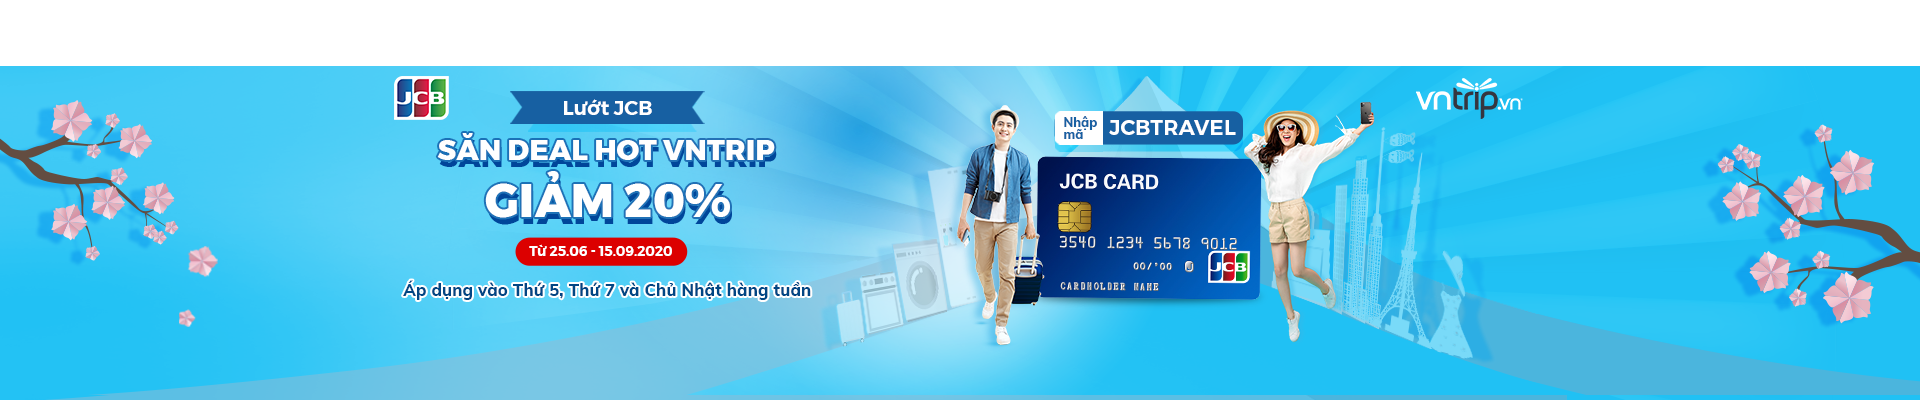 JCB
Lướt JCB
SĂN DEAL HOT VNTRIP
GIẢM 20%
Từ 25.06 - 15.09.2020
Áp dụng vào Thứ 5, Thứ 7 và Chủ Nhật hàng tuần
Nhập mã
JCBTRAVEL
JCB CARD
3540 1234 5678 9012
00/'00
JCB
CARDHOLDER NAME
vntrip.vn